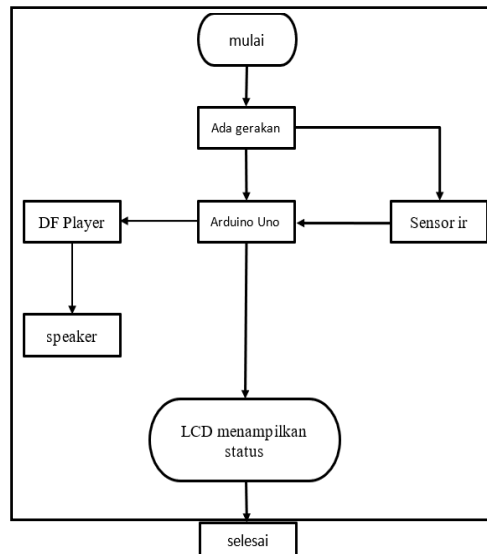 mulai
Ada gerakan
DF Player
Arduino Uno
Sensor ir
speaker
LCD menampilkan
status
selesai